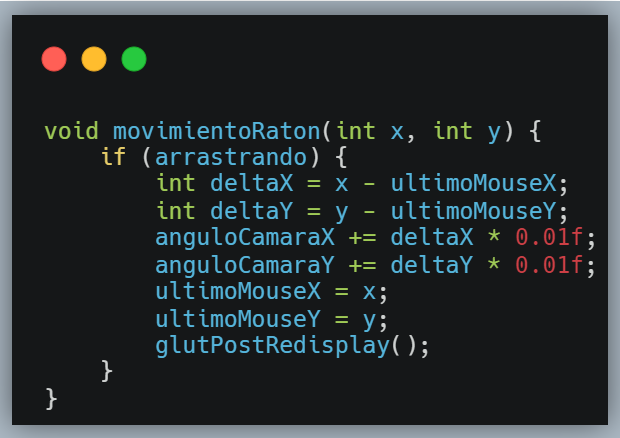 void movimientoRaton(int x, int y) {
    if (arrastrando) {
        int deltaX = x - ultimoMouseX;
        int deltaY = y - ultimoMouseY;
        anguloCamaraX += deltaX * 0.01f;
        anguloCamaraY += deltaY * 0.01f;
        ultimoMouseX = x;
        ultimoMouseY = y;
        glutPostRedisplay();
    }
}